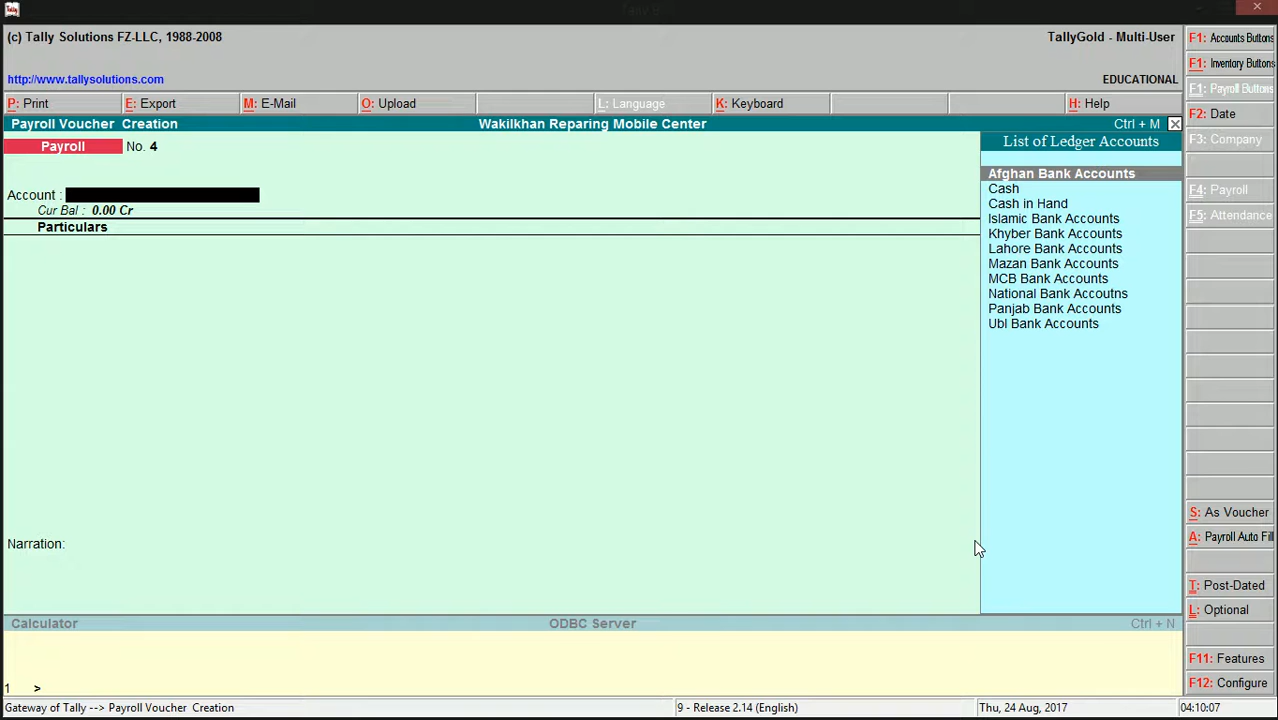 Tally 9
(c) Tally Solutions FZ-LLC, 1988-2008
TallyGold - Multi-User
http://www.tallysolutions.com
EDUCATIONAL
P: Print
E: Export
M: E-Mail
O: Upload
L: Language
K: Keyboard
H: Help
Payroll Voucher Creation
Wakilkhan Reparing Mobile Center
Ctrl + M
Payroll No. 4
Account :
Cur Bal : 0.00 Cr
Particulars
Narration:
List of Ledger Accounts
Afghan Bank Accounts
Cash
Cash in Hand
Islamic Bank Accounts
Khyber Bank Accounts
Lahore Bank Accounts
Mazan Bank Accounts
MCB Bank Accounts
National Bank Accoutns
Panjab Bank Accounts
Ubl Bank Accounts
F1: Accounts Buttons
F1: Inventory Buttons
F1: Payroll Buttons
F2: Date
F3: Company
F4: Payroll
F5: Attendance
S: As Voucher
A: Payroll Auto Fill
T: Post-Dated
L: Optional
F11: Features
F12: Configure
Calculator
ODBC Server
Ctrl + N
1 >
Gateway of Tally --> Payroll Voucher Creation
9 - Release 2.14 (English)
Thu, 24 Aug, 2017
04:10:07